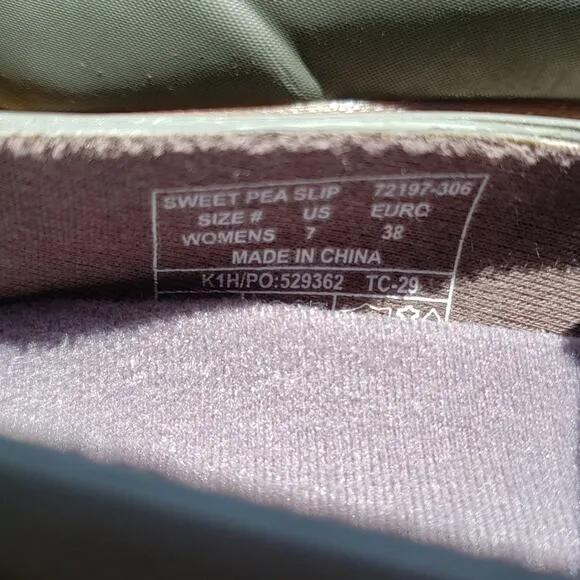 SWEET PEA SLIP 72197-306
SIZE # US EURO
WOMENS 7 38
MADE IN CHINA
K1H/PO:529362 TC-29